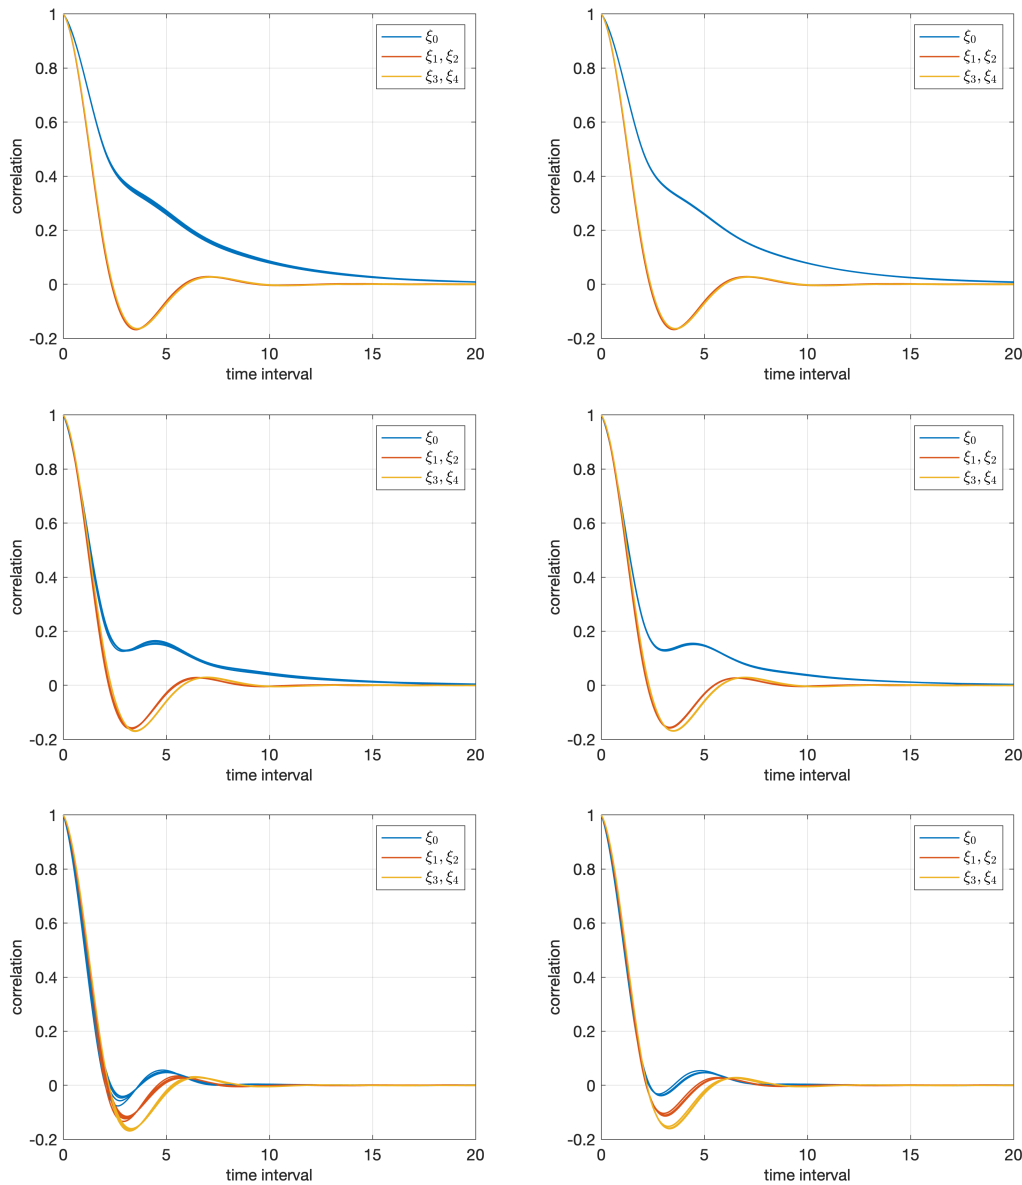 1
0.8
0.6
0.4
0.2
0
-0.2
correlation
0 5 10 15 20
time interval
ξ₀
ξ₁, ξ₂
ξ₃, ξ₄
1
0.8
0.6
0.4
0.2
0
-0.2
correlation
0 5 10 15 20
time interval
ξ₀
ξ₁, ξ₂
ξ₃, ξ₄
1
0.8
0.6
0.4
0.2
0
-0.2
correlation
0 5 10 15 20
time interval
ξ₀
ξ₁, ξ₂
ξ₃, ξ₄
1
0.8
0.6
0.4
0.2
0
-0.2
correlation
0 5 10 15 20
time interval
ξ₀
ξ₁, ξ₂
ξ₃, ξ₄
1
0.8
0.6
0.4
0.2
0
-0.2
correlation
0 5 10 15 20
time interval
ξ₀
ξ₁, ξ₂
ξ₃, ξ₄
1
0.8
0.6
0.4
0.2
0
-0.2
correlation
0 5 10 15 20
time interval
ξ₀
ξ₁, ξ₂
ξ₃, ξ₄